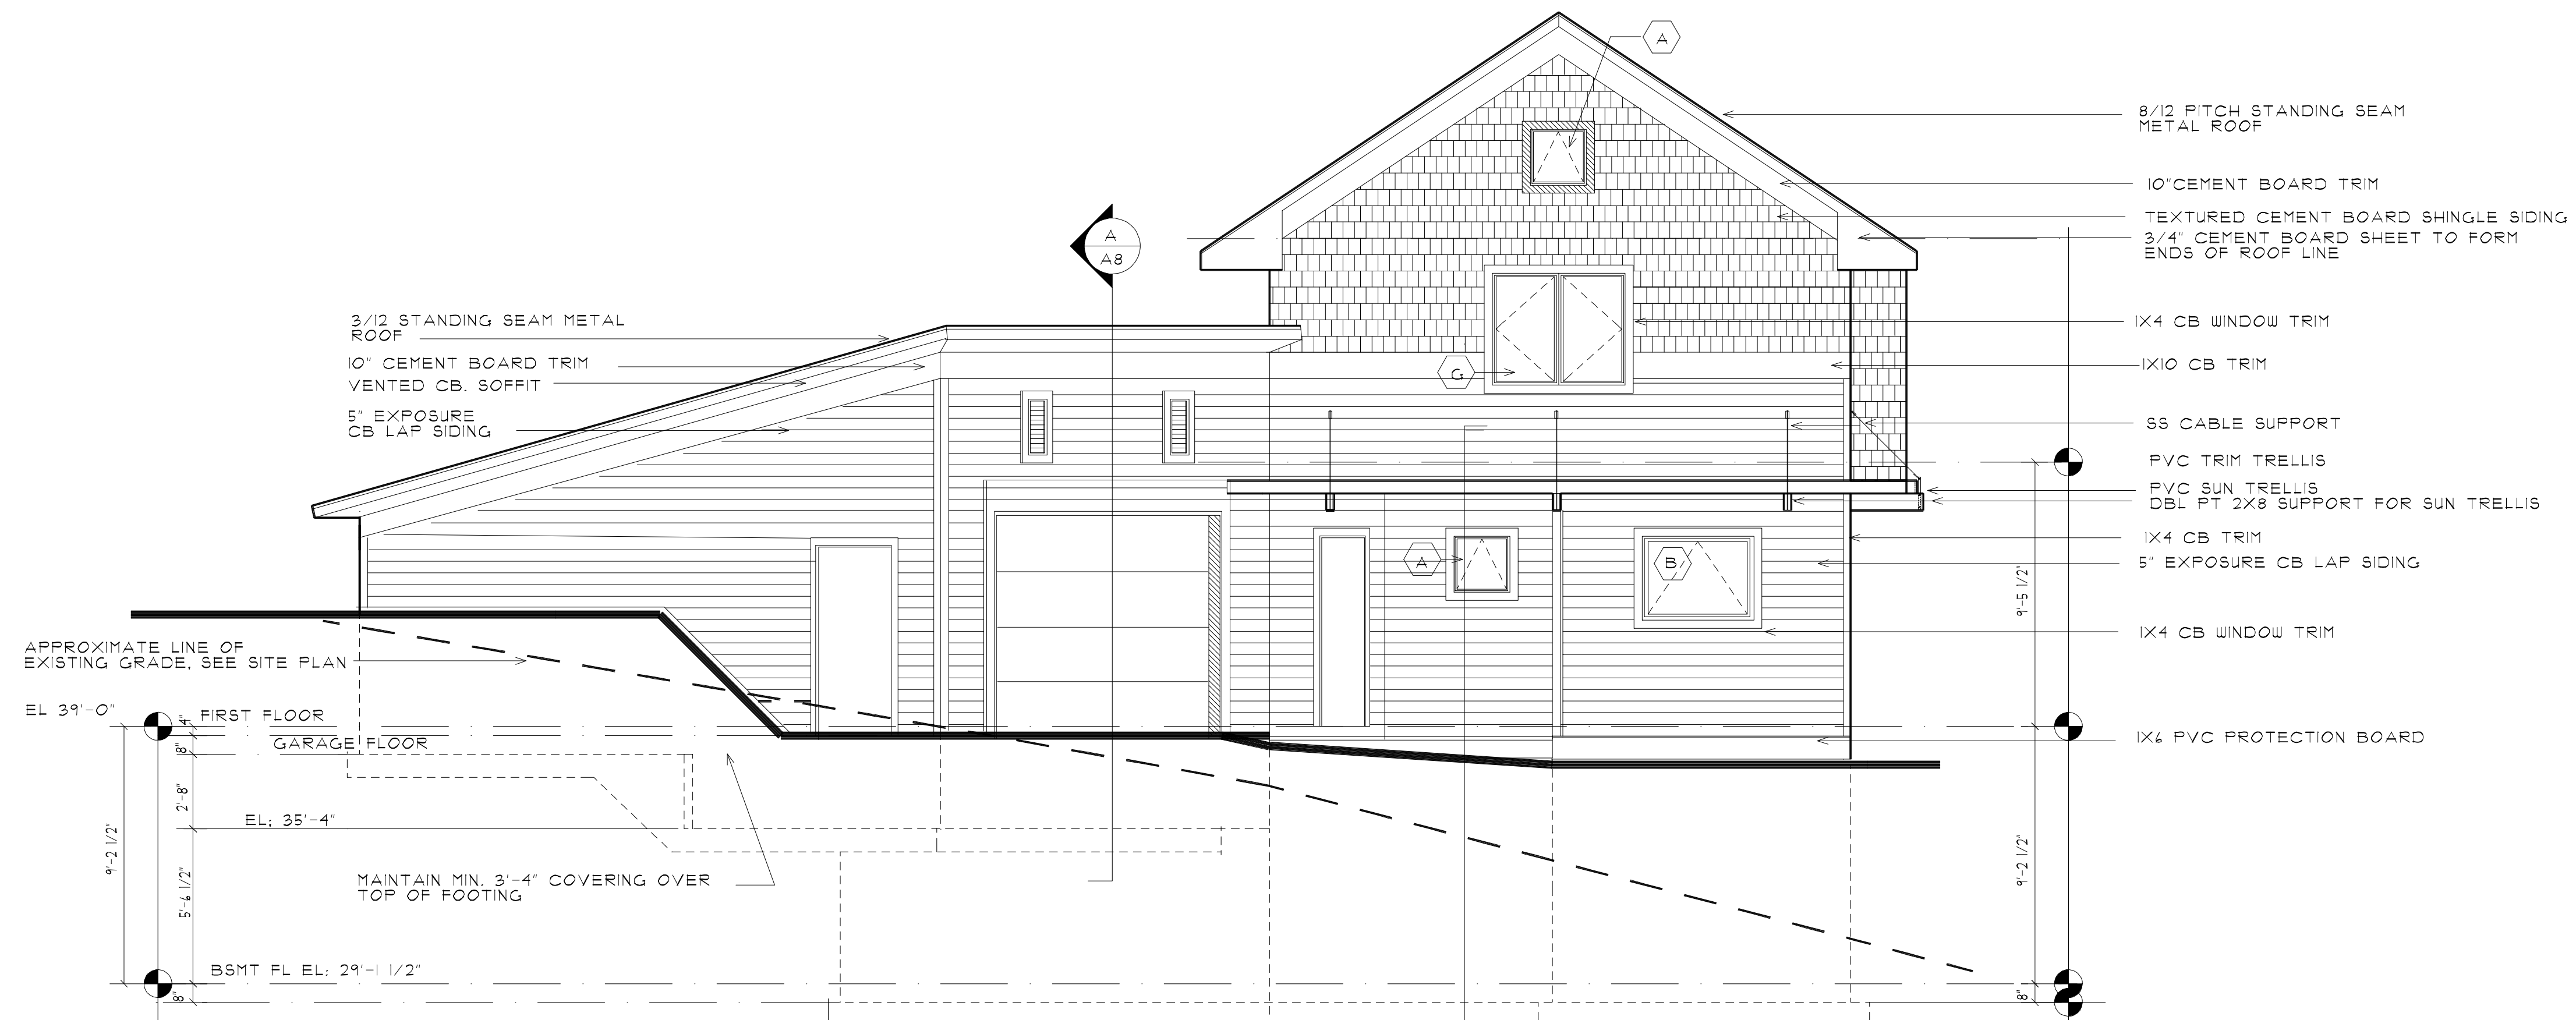 A
8/12 PITCH STANDING SEAM
METAL ROOF
10"CEMENT BOARD TRIM
TEXTURED CEMENT BOARD SHINGLE SIDING
3/4" CEMENT BOARD SHEET TO FORM
ENDS OF ROOF LINE
A
A8
3/12 STANDING SEAM METAL
ROOF
10" CEMENT BOARD TRIM
VENTED CB. SOFFIT
5" EXPOSURE
CB LAP SIDING
G
1X4 CB WINDOW TRIM
1X10 CB TRIM
SS CABLE SUPPORT
PVC TRIM TRELLIS
PVC SUN TRELLIS
DBL PT 2X8 SUPPORT FOR SUN TRELLIS
1X4 CB TRIM
A
B
5" EXPOSURE CB LAP SIDING
9'-5 1/2"
1X4 CB WINDOW TRIM
APPROXIMATE LINE OF
EXISTING GRADE, SEE SITE PLAN
EL 39'-0"
4"
FIRST FLOOR
8"
GARAGE FLOOR
1X6 PVC PROTECTION BOARD
2'-8"
EL: 35'-4"
9'-2 1/2"
5'-6 1/2"
MAINTAIN MIN. 3'-4" COVERING OVER
TOP OF FOOTING
9'-2 1/2"
BSMT FL EL: 29'-1 1/2"
8"
8"